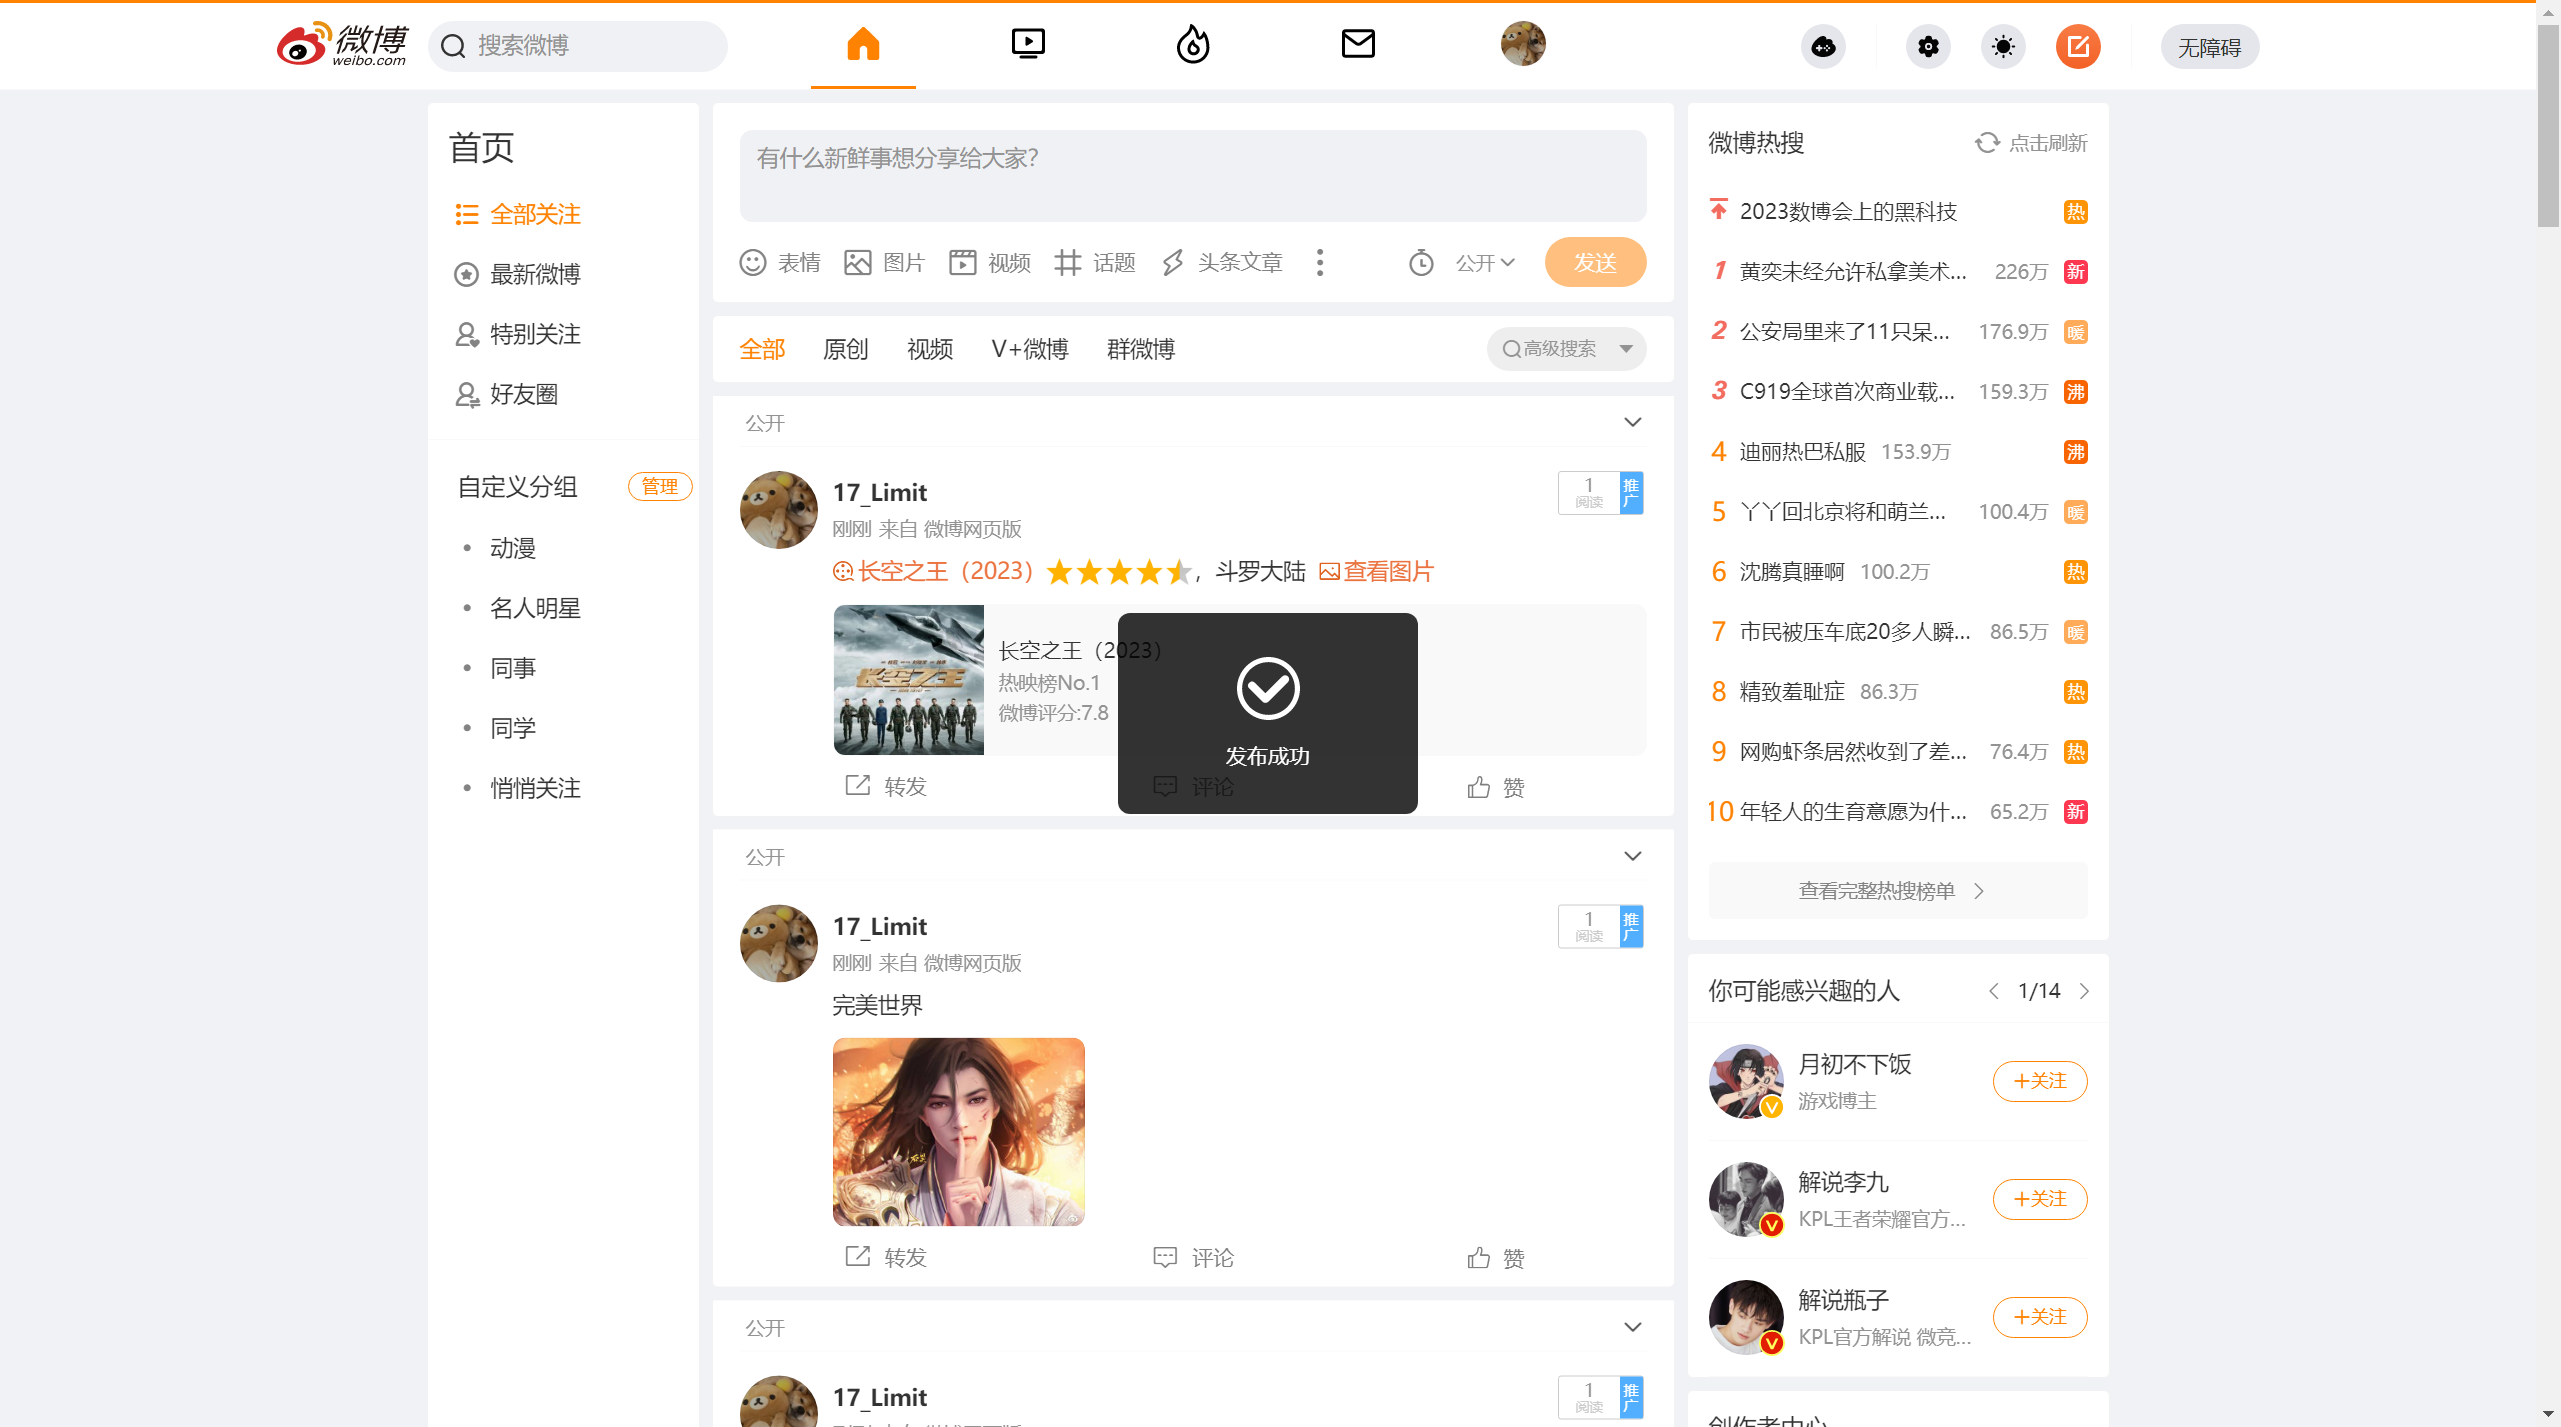 微博
weibo.com
搜索微博
无障碍
首页
全部关注
最新微博
特别关注
好友圈
自定义分组
管理
动漫
名人明星
同事
同学
悄悄关注
有什么新鲜事想分享给大家?
表情 图片 视频 话题 头条文章 公开 发送
全部 原创 视频 V+微博 群微博 高级搜索
公开
17_Limit
1
阅读
推广
刚刚 来自 微博网页版
长空之王（2023） ，斗罗大陆 查看图片
长空之王
长空之王（2023）
热映榜No.1
微博评分:7.8
发布成功
转发 评论 赞
公开
17_Limit
1
阅读
推广
刚刚 来自 微博网页版
完美世界
转发 评论 赞
公开
17_Limit
1
阅读
推广
微博热搜 点击刷新
2023数博会上的黑科技 热
1 黄奕未经允许私拿美术... 226万 新
2 公安局里来了11只呆... 176.9万 暖
3 C919全球首次商业载... 159.3万 沸
4 迪丽热巴私服 153.9万 沸
5 丫丫回北京将和萌兰... 100.4万 暖
6 沈腾真睡啊 100.2万 热
7 市民被压车底20多人瞬... 86.5万 暖
8 精致羞耻症 86.3万 热
9 网购虾条居然收到了差... 76.4万 热
10 年轻人的生育意愿为什... 65.2万 新
查看完整热搜榜单
你可能感兴趣的人 1/14
月初不下饭
游戏博主
+关注
解说李九
KPL王者荣耀官方...
+关注
解说瓶子
KPL官方解说 微竞...
+关注
创作者中心